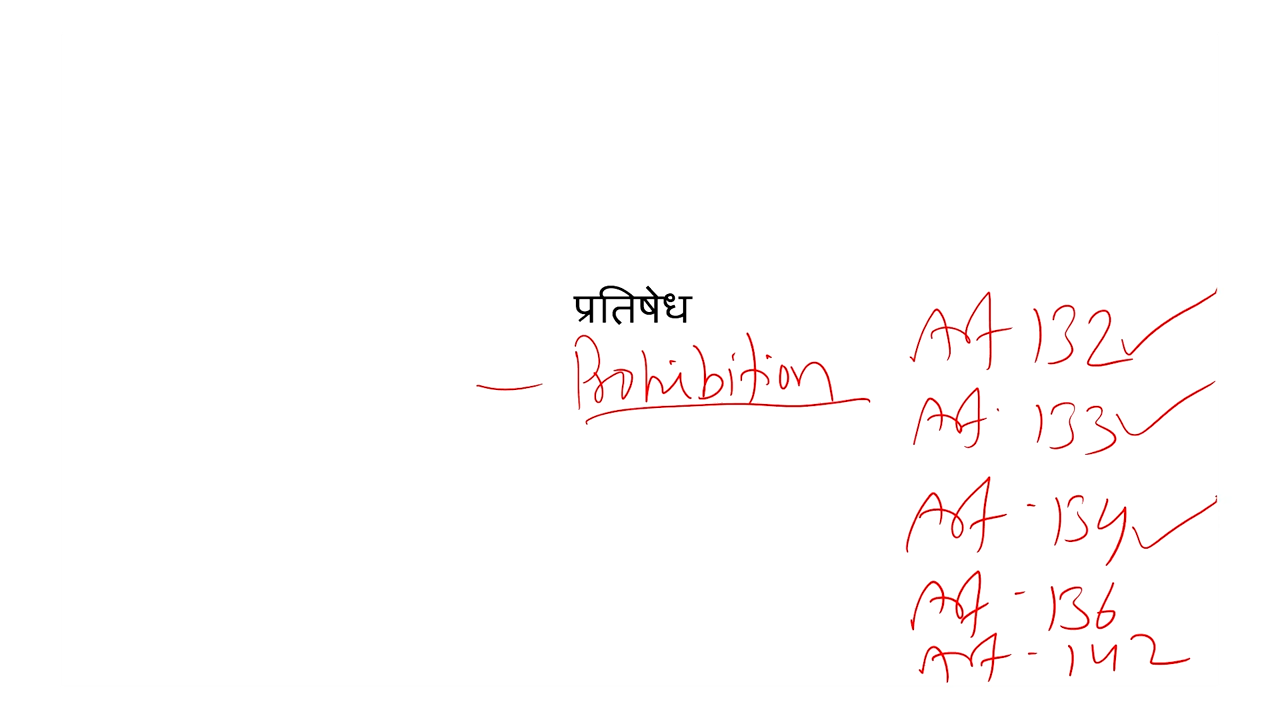 प्रतिषेध
— Prohibition
Art 132 ✓
Art. 133 ✓
Art - 134 ✓
Art - 136
Art - 142